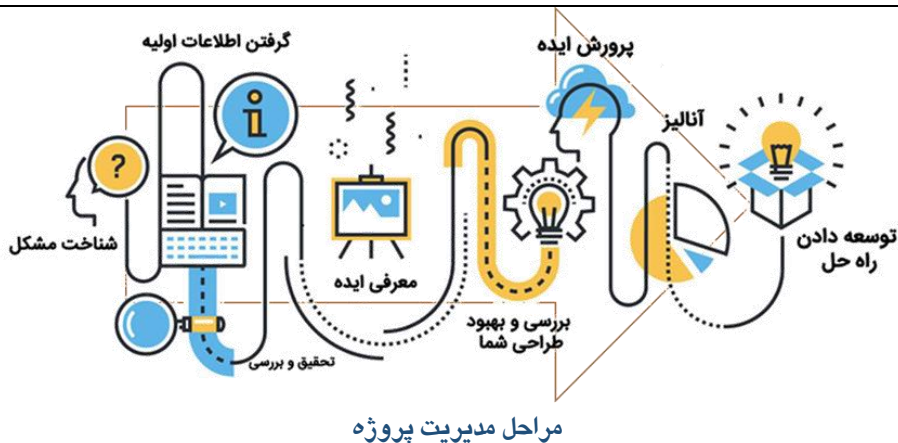 گرفتن اطلاعات اولیه
پرورش ایده
آنالیز
?
i
شناخت مشکل
توسعه دادن
راه حل
معرفی ایده
بررسی و بهبود
طراحی شما
تحقیق و بررسی
مراحل مدیریت پروژه